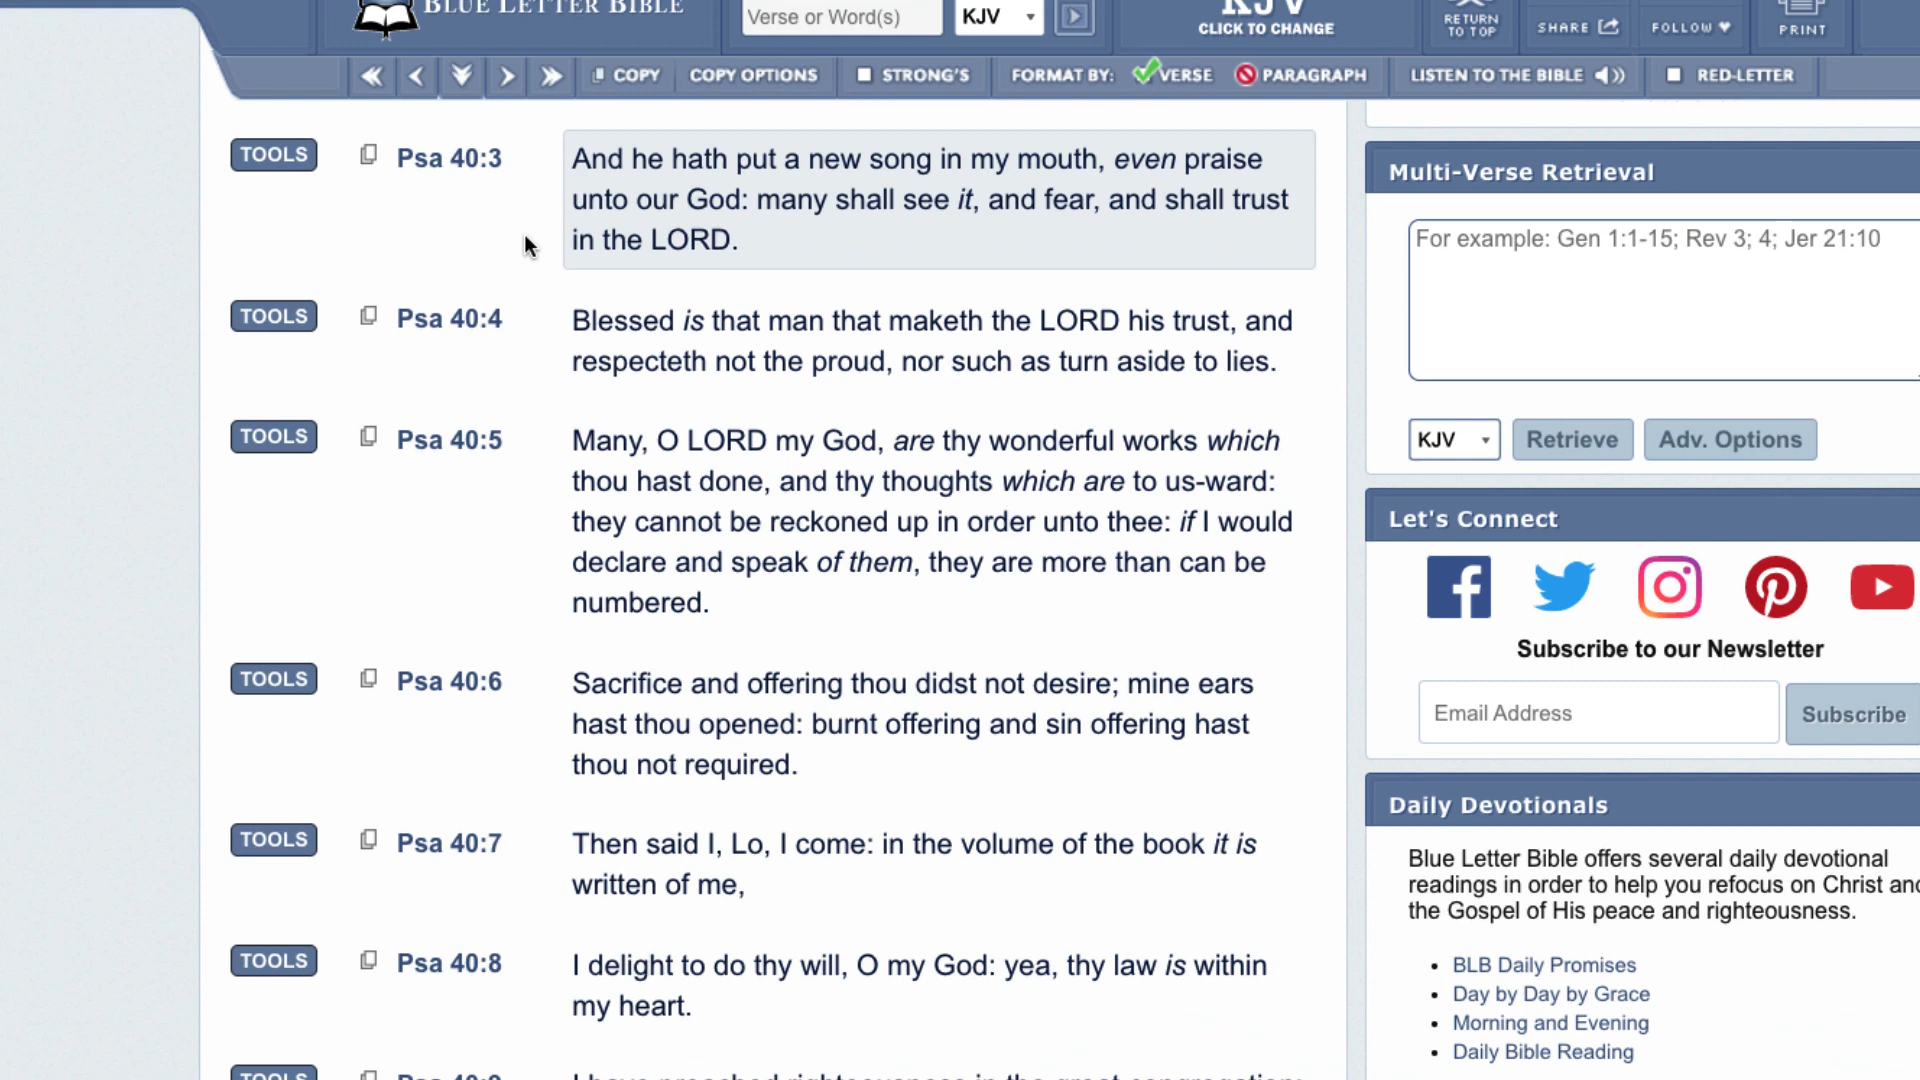 BLUE LETTER BIBLE
Verse or Word(s)
KJV
KJV
CLICK TO CHANGE
RETURN
TO TOP
SHARE
FOLLOW
PRINT
COPY
COPY OPTIONS
STRONG'S
FORMAT BY:
VERSE
PARAGRAPH
LISTEN TO THE BIBLE
RED-LETTER
TOOLS
Psa 40:3
And he hath put a new song in my mouth, even praise
unto our God: many shall see it, and fear, and shall trust
in the LORD.
TOOLS
Psa 40:4
Blessed is that man that maketh the LORD his trust, and
respecteth not the proud, nor such as turn aside to lies.
TOOLS
Psa 40:5
Many, O LORD my God, are thy wonderful works which
thou hast done, and thy thoughts which are to us-ward:
they cannot be reckoned up in order unto thee: if I would
declare and speak of them, they are more than can be
numbered.
TOOLS
Psa 40:6
Sacrifice and offering thou didst not desire; mine ears
hast thou opened: burnt offering and sin offering hast
thou not required.
TOOLS
Psa 40:7
Then said I, Lo, I come: in the volume of the book it is
written of me,
TOOLS
Psa 40:8
I delight to do thy will, O my God: yea, thy law is within
my heart.
TOOLS
Psa 40:9
I have preached righteousness in the great congregation:
Multi-Verse Retrieval
For example: Gen 1:1-15; Rev 3; 4; Jer 21:10
KJV
Retrieve
Adv. Options
Let's Connect
Subscribe to our Newsletter
Email Address
Subscribe
Daily Devotionals
Blue Letter Bible offers several daily devotional
readings in order to help you refocus on Christ and
the Gospel of His peace and righteousness.
BLB Daily Promises
Day by Day by Grace
Morning and Evening
Daily Bible Reading